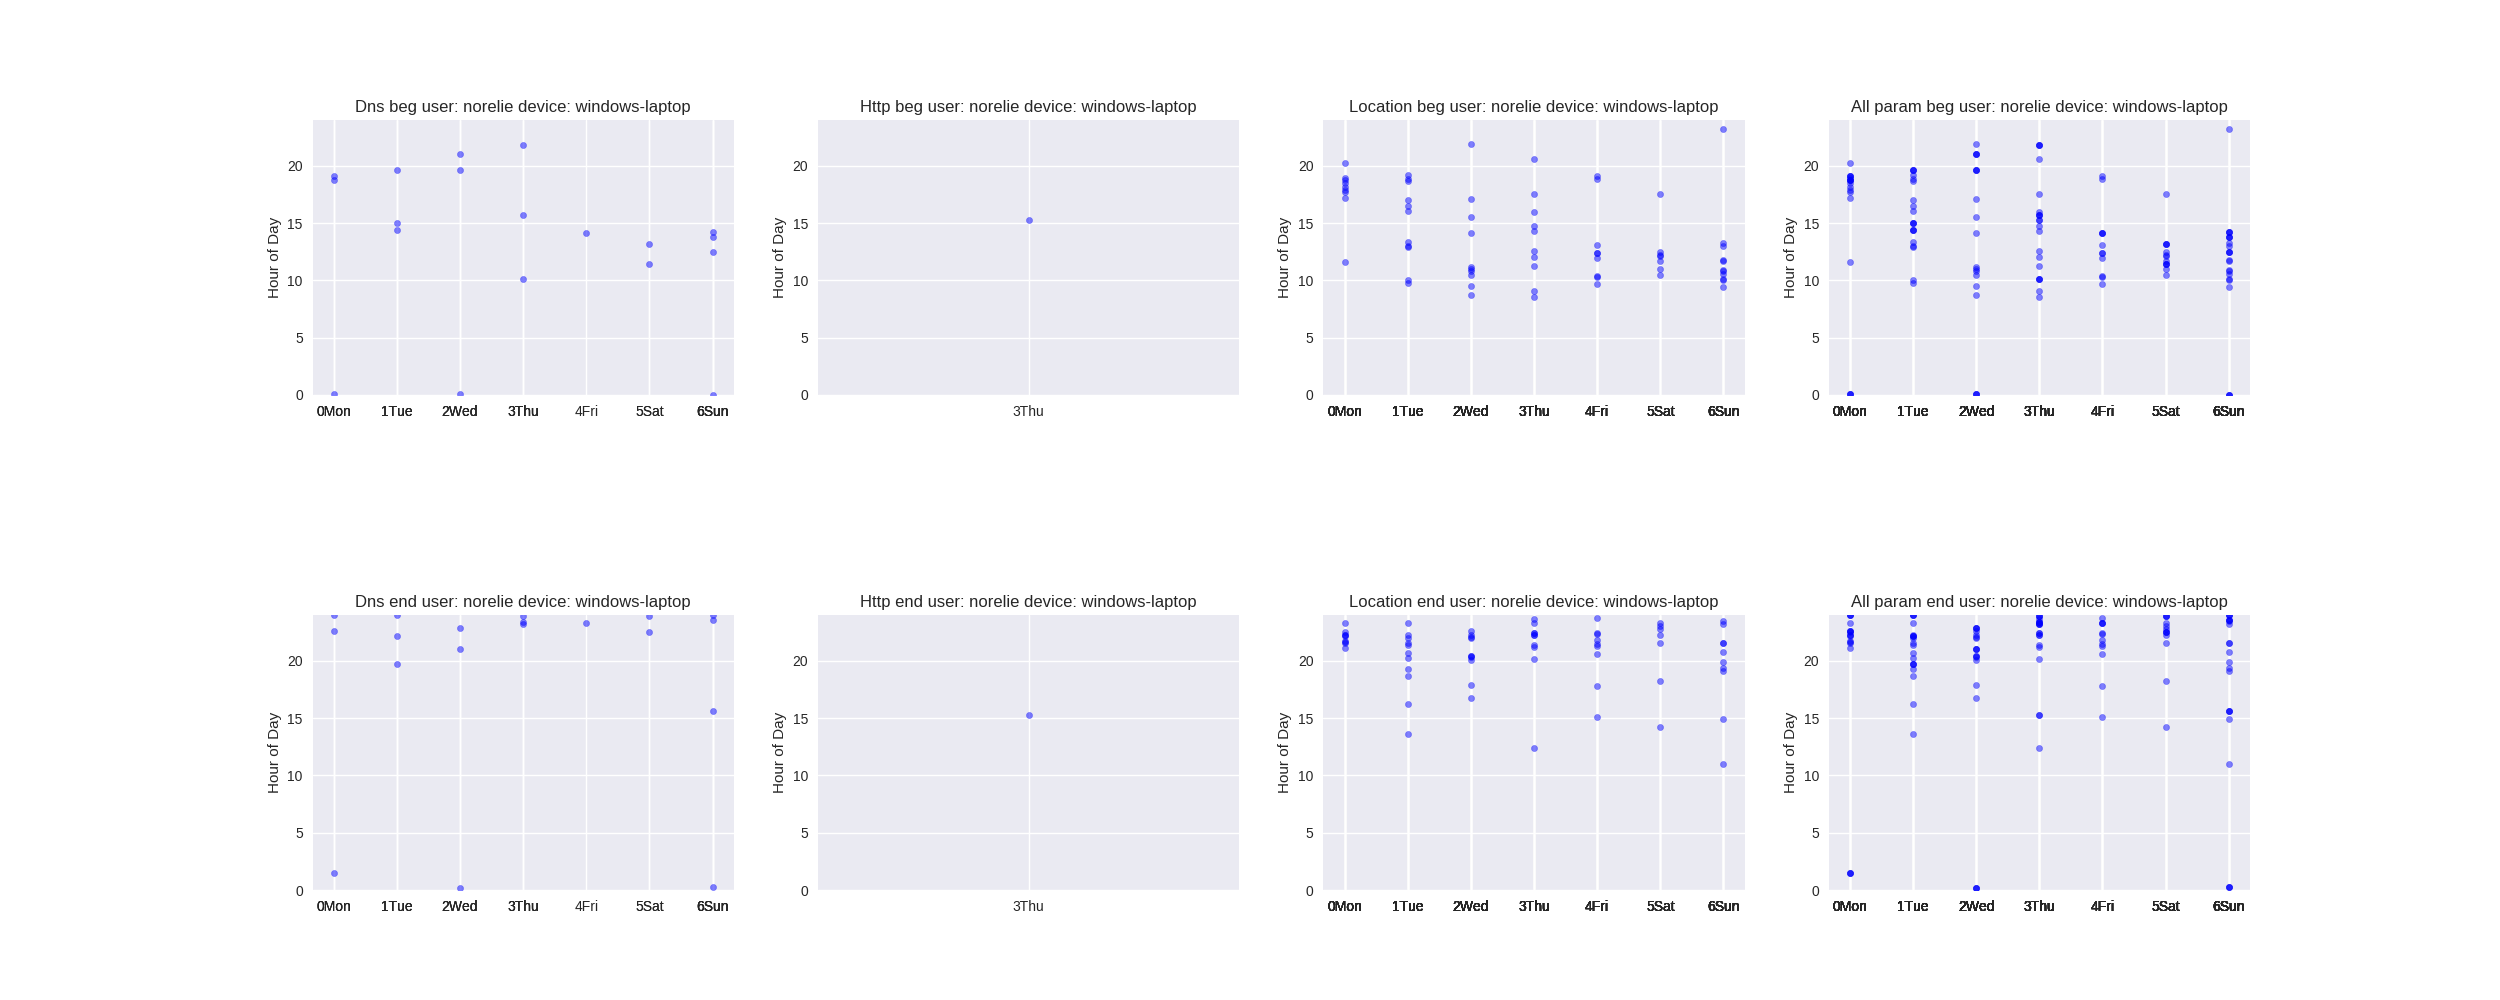 Dns beg user: norelie device: windows-laptop
Hour of Day
20
15
10
5
0
0Mon 1Tue 2Wed 3Thu 4Fri 5Sat 6Sun
Http beg user: norelie device: windows-laptop
Hour of Day
20
15
10
5
0
3Thu
Location beg user: norelie device: windows-laptop
Hour of Day
20
15
10
5
0
0Mon 1Tue 2Wed 3Thu 4Fri 5Sat 6Sun
All param beg user: norelie device: windows-laptop
Hour of Day
20
15
10
5
0
0Mon 1Tue 2Wed 3Thu 4Fri 5Sat 6Sun
Dns end user: norelie device: windows-laptop
Hour of Day
20
15
10
5
0
0Mon 1Tue 2Wed 3Thu 4Fri 5Sat 6Sun
Http end user: norelie device: windows-laptop
Hour of Day
20
15
10
5
0
3Thu
Location end user: norelie device: windows-laptop
Hour of Day
20
15
10
5
0
0Mon 1Tue 2Wed 3Thu 4Fri 5Sat 6Sun
All param end user: norelie device: windows-laptop
Hour of Day
20
15
10
5
0
0Mon 1Tue 2Wed 3Thu 4Fri 5Sat 6Sun